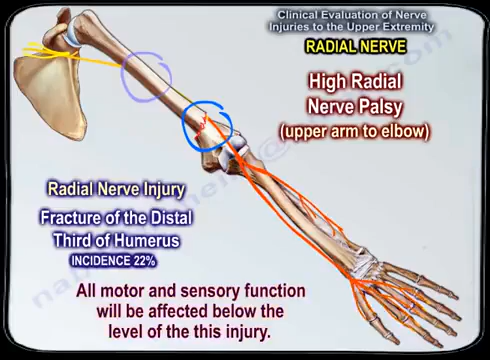 Clinical Evaluation of Nerve
Injuries to the Upper Extremity
RADIAL NERVE
High Radial
Nerve Palsy
(upper arm to elbow)
Radial Nerve Injury
Fracture of the Distal
Third of Humerus
INCIDENCE 22%
All motor and sensory function
will be affected below the
level of the this injury.